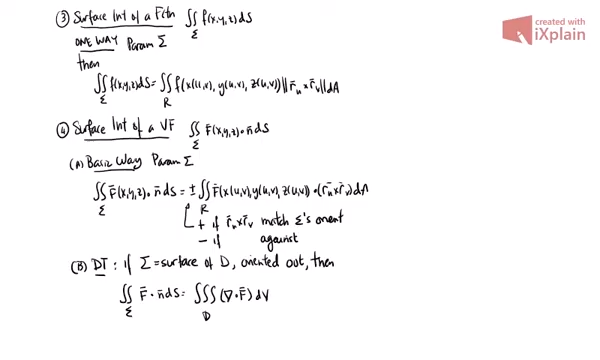 ③ Surface Int of a Fctn ∬_Σ f(x,y,z) dS
created with
iXplain
ONE WAY Param Σ
then
∬_Σ f(x,y,z) dS = ∬_R f(x(u,v), y(u,v), z(u,v)) ||r̄_u × r̄_v|| dA
④ Surface Int of a VF ∬_Σ F̄(x,y,z) • n̄ dS
(A) Basic Way Param Σ
∬_Σ F̄(x,y,z) • n̄ dS = ± ∬_R F̄(x(u,v), y(u,v), z(u,v)) • (r̄_u × r̄_v) dA
+ if r̄_u × r̄_v match Σ's orient
− if against
(B) DT : if Σ = surface of D, oriented out, then
∬_Σ F̄ • n̄ dS = ∭_D (∇ • F̄) dV